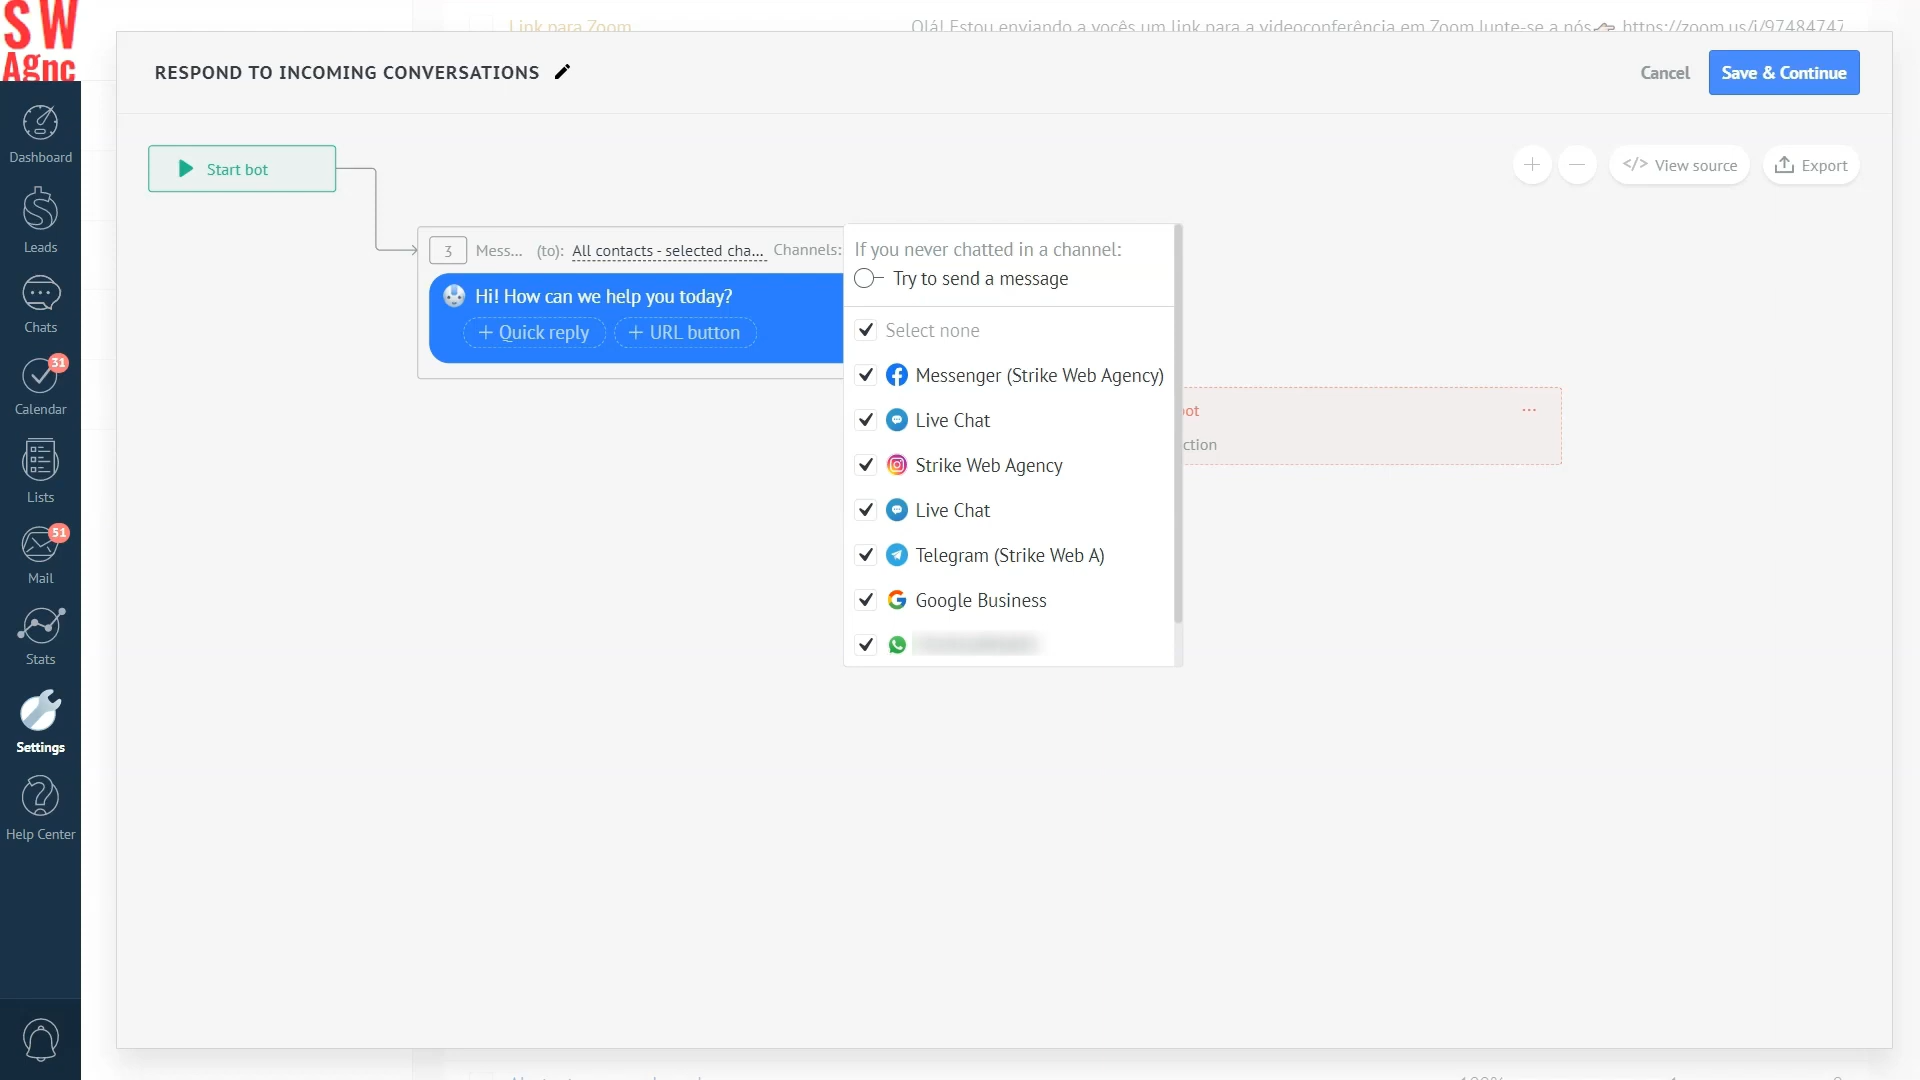 SW
Agnc
Link para Zoom
Olá! Estou enviando a vocês um link para a videoconferência em Zoom Junte-se a nós https://zoom.us/j/97484747
RESPOND TO INCOMING CONVERSATIONS
Cancel
Save & Continue
Dashboard
Leads
Chats
31
Calendar
Lists
51
Mail
Stats
Settings
Help Center
Start bot
</> View source
Export
3 Mess... (to): All contacts - selected cha... Channels:
Hi! How can we help you today?
+ Quick reply
+ URL button
If you never chatted in a channel:
Try to send a message
Select none
Messenger (Strike Web Agency)
Live Chat
Strike Web Agency
Live Chat
Telegram (Strike Web A)
Google Business
ot ...
ction